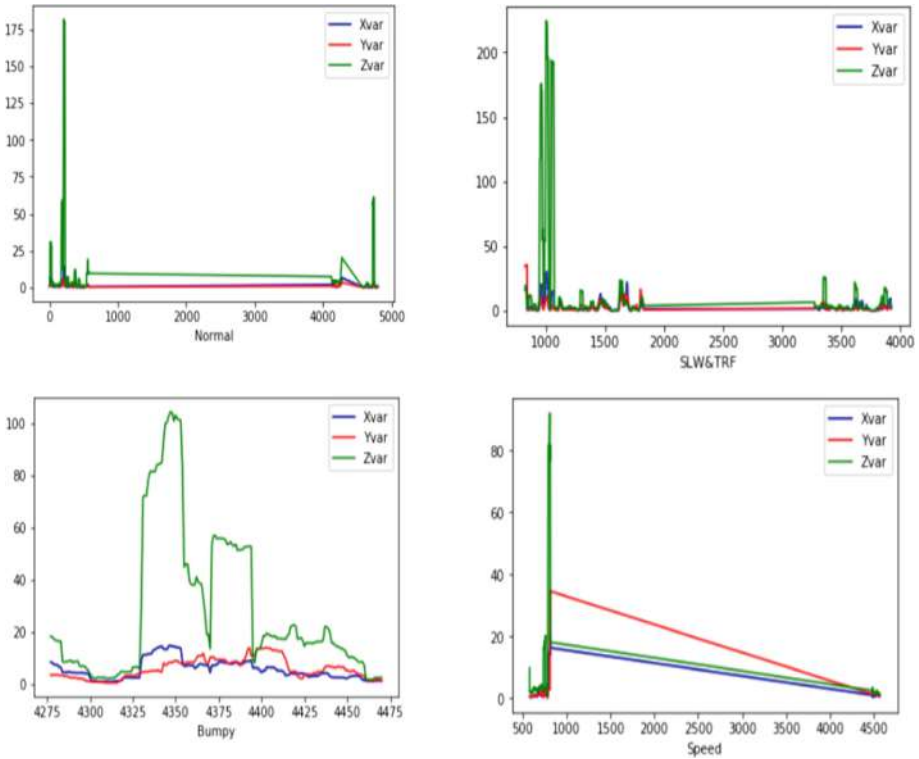 175
150
125
100
75
50
25
0
Xvar
Yvar
Zvar
0 1000 2000 3000 4000 5000
Normal
200
150
100
50
0
Xvar
Yvar
Zvar
1000 1500 2000 2500 3000 3500 4000
SLW&TRF
100
80
60
40
20
0
Xvar
Yvar
Zvar
4275 4300 4325 4350 4375 4400 4425 4450 4475
Bumpy
80
60
40
20
0
Xvar
Yvar
Zvar
500 1000 1500 2000 2500 3000 3500 4000 4500
Speed